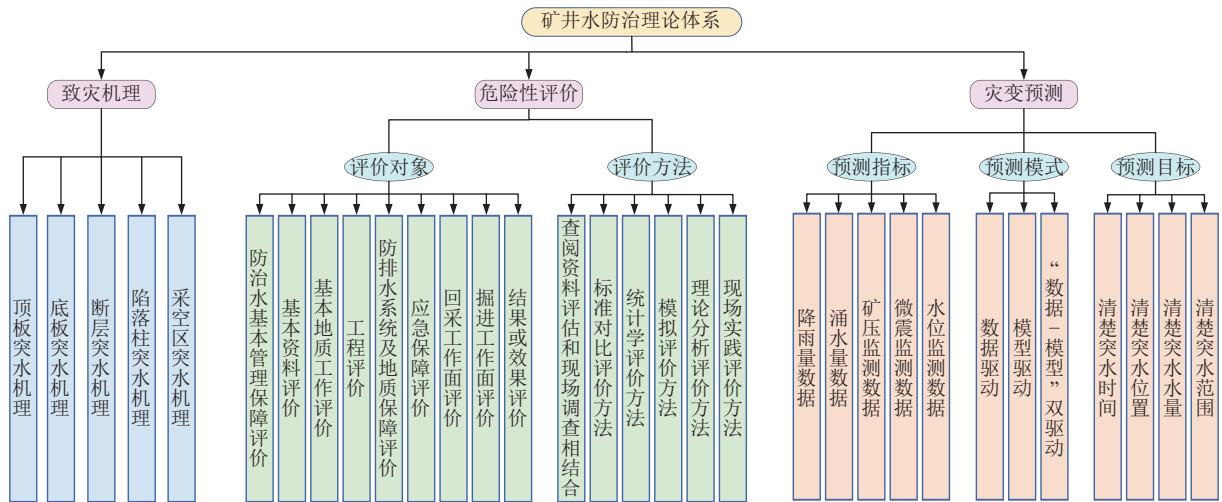 矿井水防治理论体系
致灾机理
危险性评价
灾变预测
评价对象
评价方法
预测指标
预测模式
预测目标
顶板突水机理
底板突水机理
断层突水机理
陷落柱突水机理
采空区突水机理
防治水基本管理保障评价
基本资料评价
基本地质工作评价
工程评价
防排水系统及地质保障评价
应急保障评价
回采工作面评价
掘进工作面评价
结果或效果评价
查阅资料评估和现场调查相结合
标准对比评价方法
统计学评价方法
模拟评价方法
理论分析评价方法
现场实践评价方法
降雨量数据
涌水量数据
矿压监测数据
微震监测数据
水位监测数据
数据驱动
模型驱动
“数据–模型”双驱动
清楚突水时间
清楚突水位置
清楚突水水量
清楚突水范围